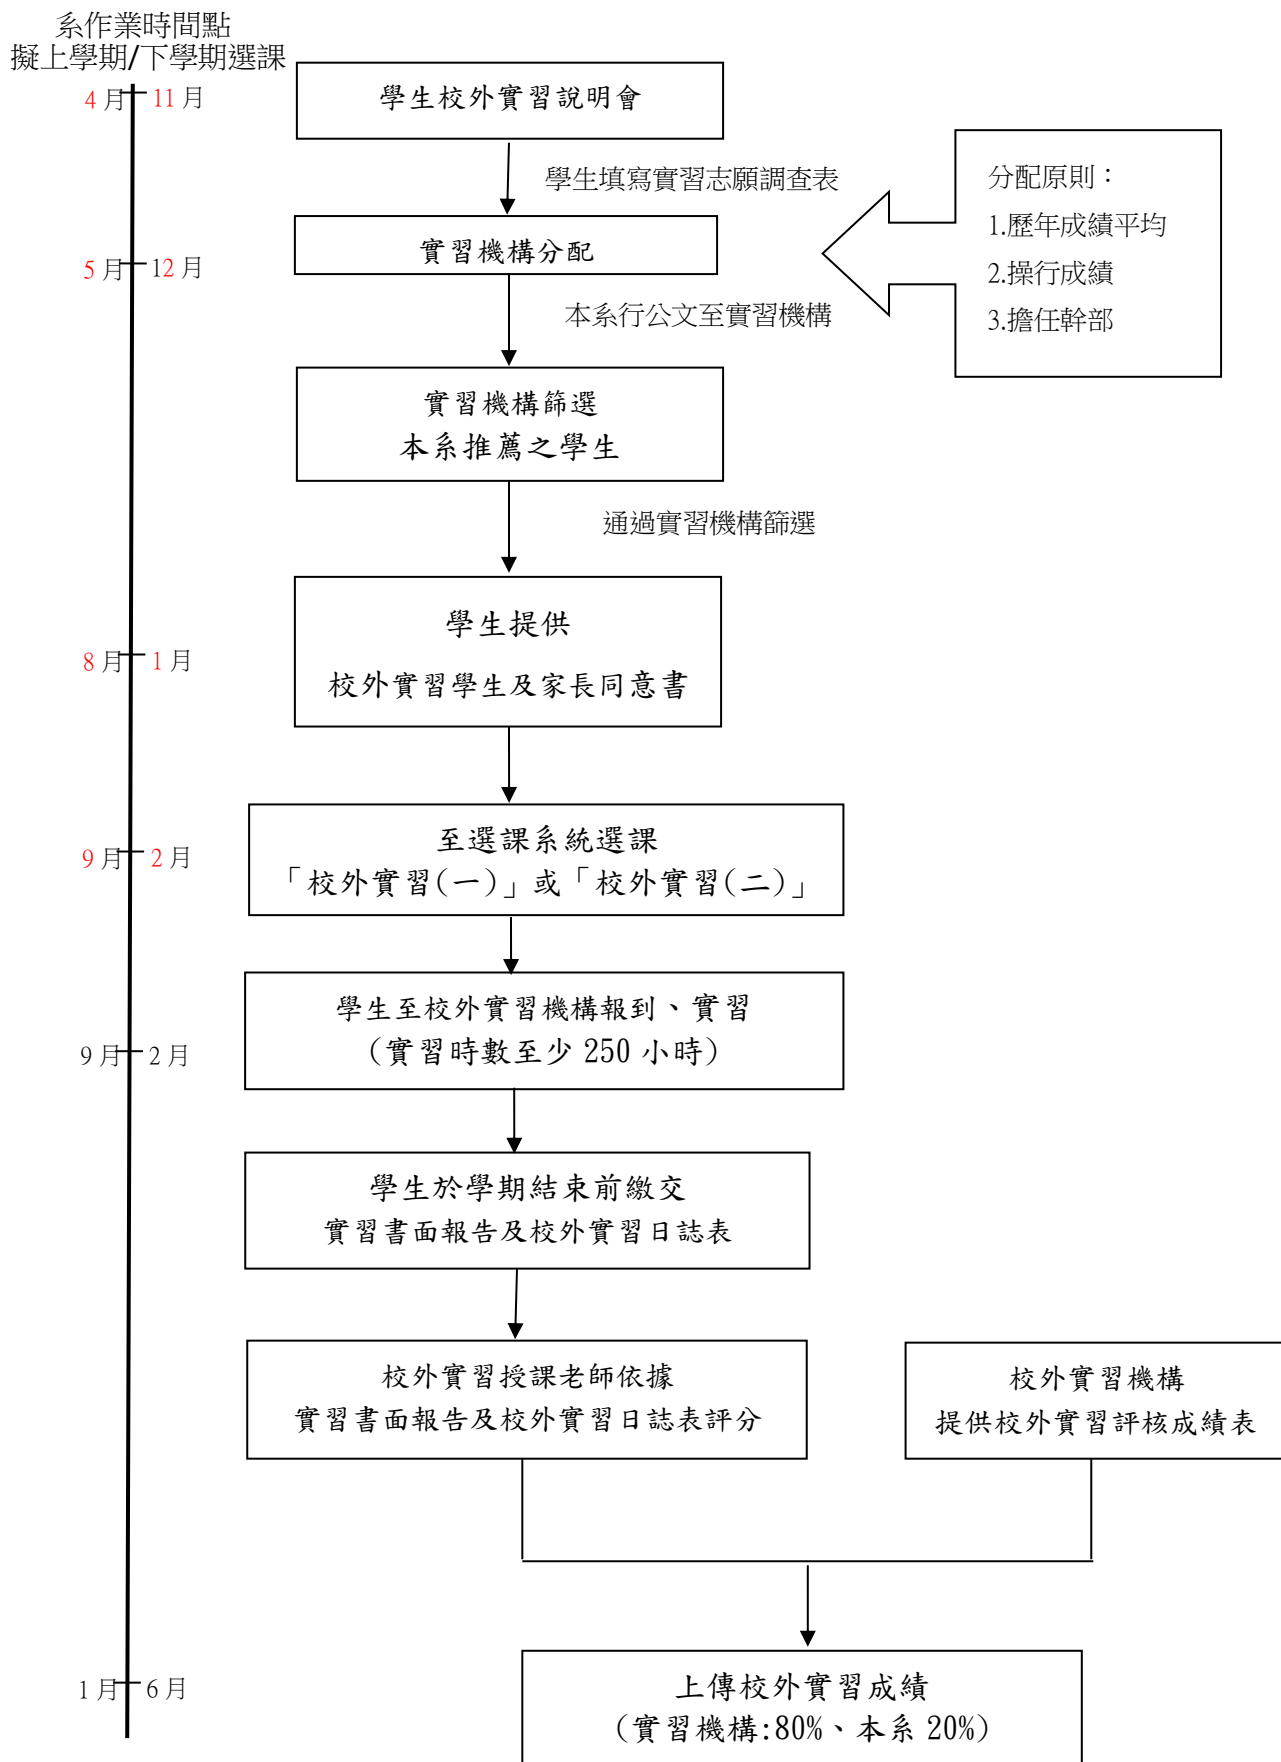 系作業時間點
擬上學期/下學期選課
4月 11月
學生校外實習說明會
學生填寫實習志願調查表
分配原則：
1.歷年成績平均
2.操行成績
3.擔任幹部
5月 12月
實習機構分配
本系行公文至實習機構
實習機構篩選
本系推薦之學生
通過實習機構篩選
8月 1月
學生提供
校外實習學生及家長同意書
9月 2月
至選課系統選課
「校外實習(一)」或「校外實習(二)」
9月 2月
學生至校外實習機構報到、實習
（實習時數至少 250 小時）
學生於學期結束前繳交
實習書面報告及校外實習日誌表
校外實習授課老師依據
實習書面報告及校外實習日誌表評分
校外實習機構
提供校外實習評核成績表
1月 6月
上傳校外實習成績
（實習機構:80%、本系 20%）